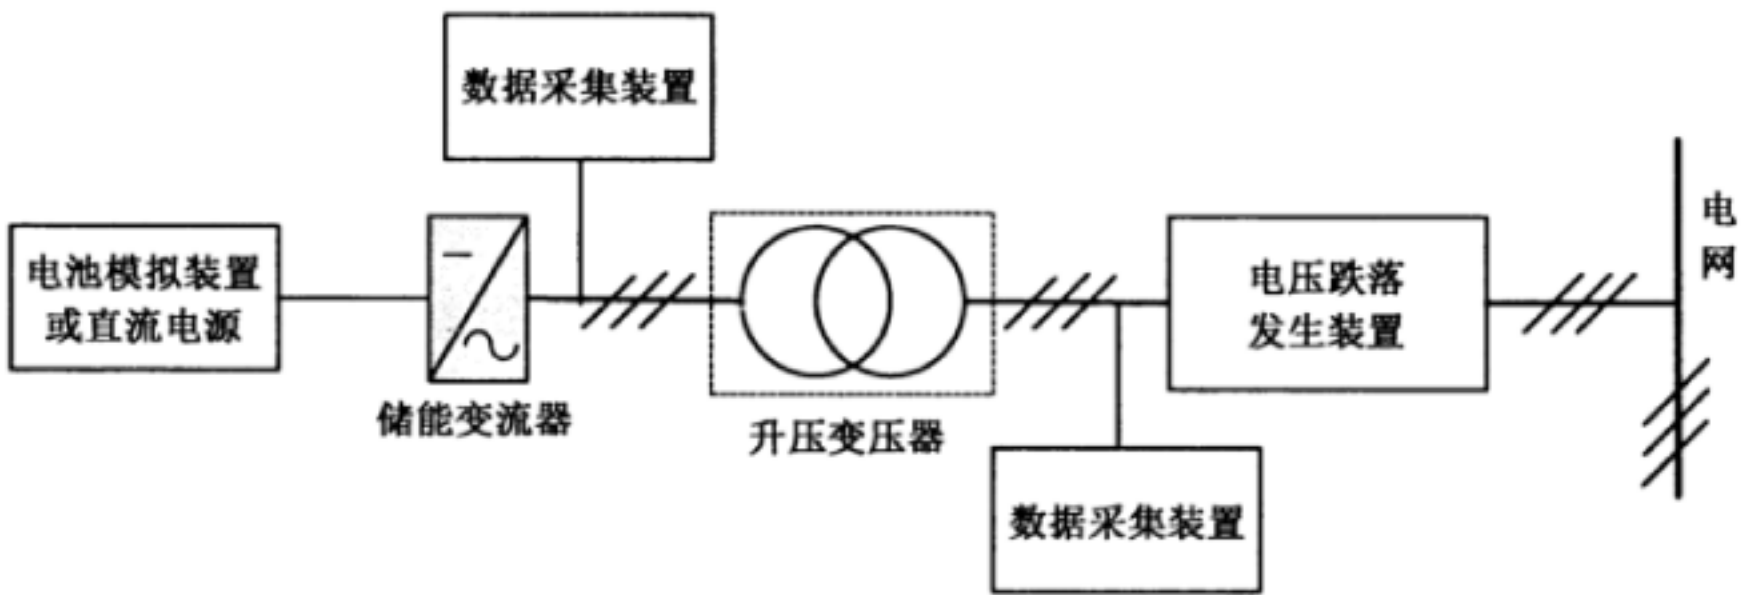 数据采集装置
电池模拟装置
或直流电源
储能变流器
升压变压器
电压跌落
发生装置
数据采集装置
电
网